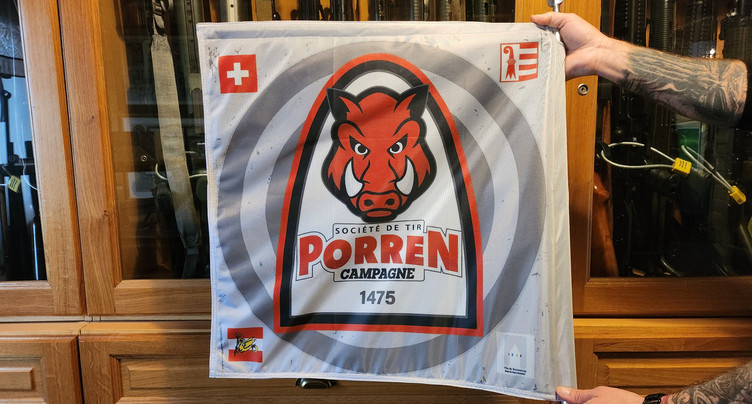 SOCIÉTÉ DE TIR
PORREN
CAMPAGNE
1475